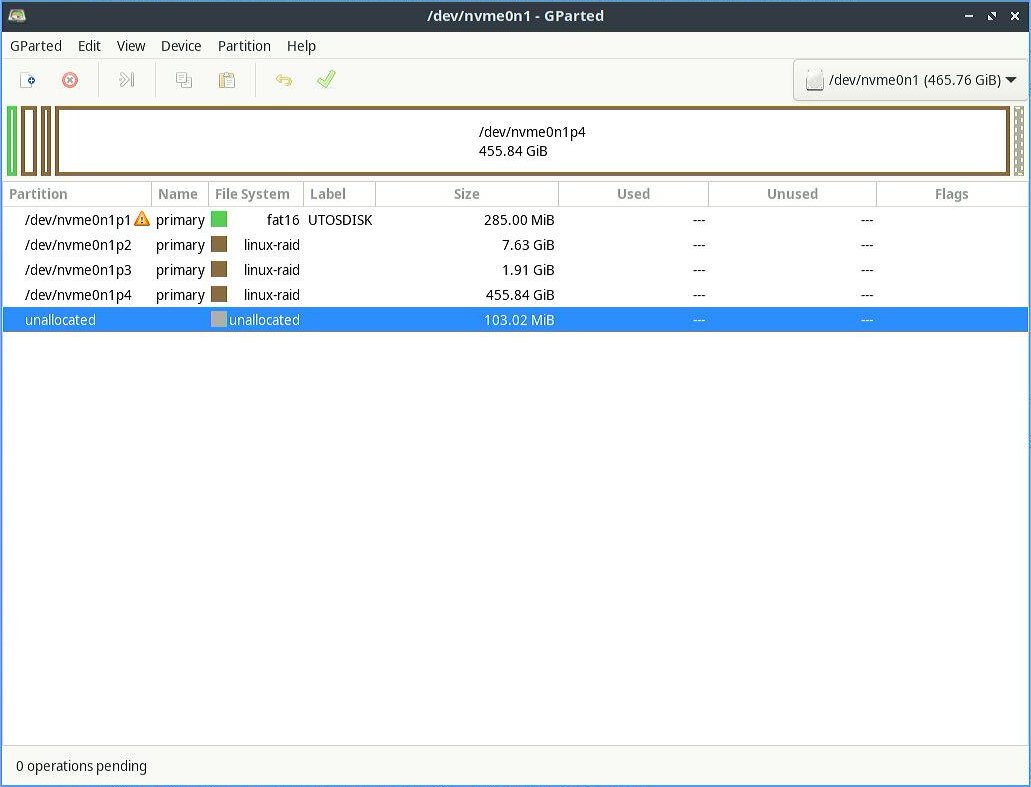 /dev/nvme0n1 - GParted
GParted Edit View Device Partition Help
/dev/nvme0n1 (465.76 GiB)
/dev/nvme0n1p4
455.84 GiB
Partition Name File System Label Size Used Unused Flags
/dev/nvme0n1p1 primary fat16 UTOSDISK 285.00 MiB --- ---
/dev/nvme0n1p2 primary linux-raid 7.63 GiB --- ---
/dev/nvme0n1p3 primary linux-raid 1.91 GiB --- ---
/dev/nvme0n1p4 primary linux-raid 455.84 GiB --- ---
unallocated unallocated 103.02 MiB --- ---
0 operations pending